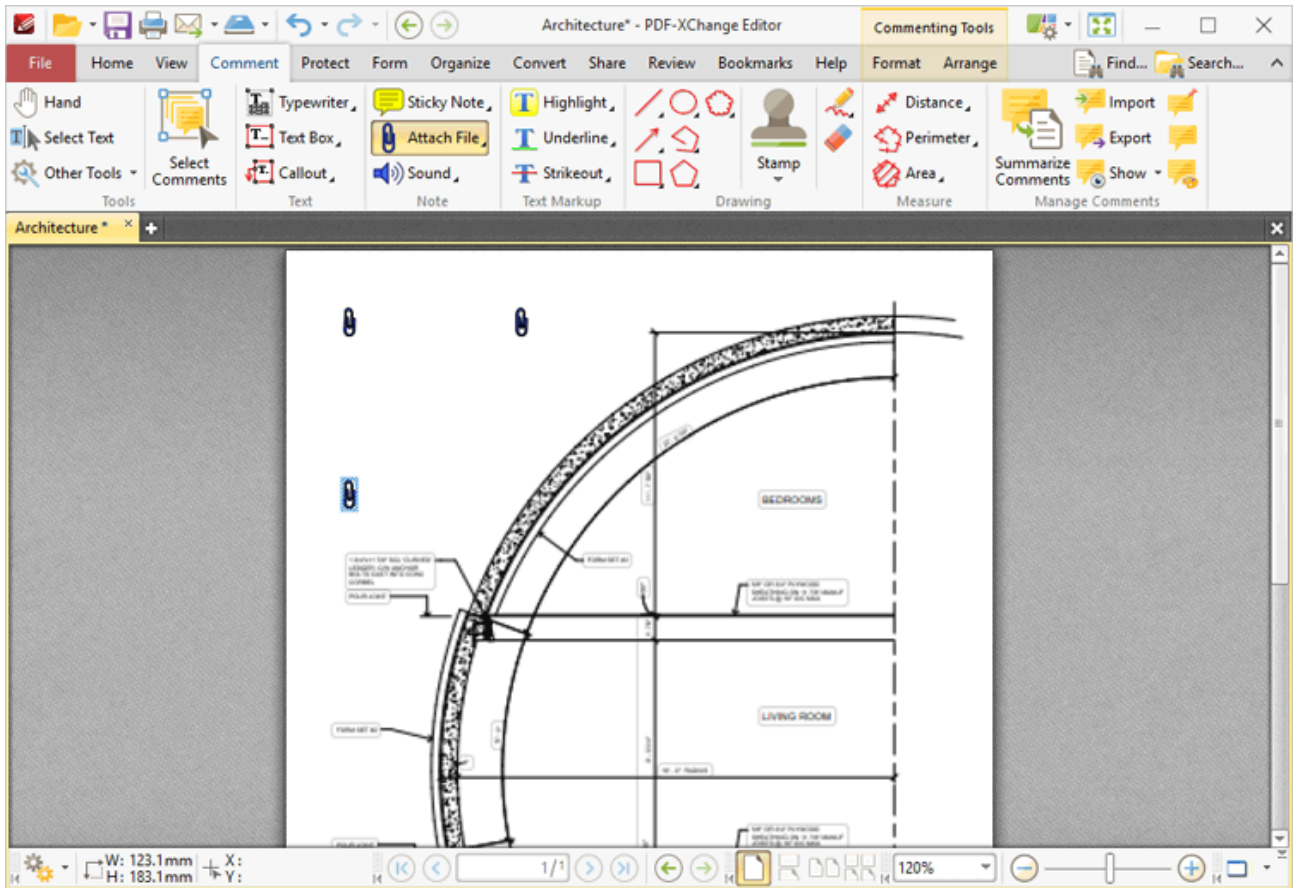 Architecture* - PDF-XChange Editor
Commenting Tools
File Home View Comment Protect Form Organize Convert Share Review Bookmarks Help Format Arrange Find... Search...
Hand
Select Text
Other Tools
Tools
Select
Comments
Typewriter
Text Box
Callout
Text
Sticky Note
Attach File
Sound
Note
Highlight
Underline
Strikeout
Text Markup
Stamp
Drawing
Distance
Perimeter
Area
Measure
Summarize
Comments
Import
Export
Show
Manage Comments
Architecture *
BEDROOMS
LIVING ROOM
W: 123.1mm
H: 183.1mm
X:
Y:
1/1
120%